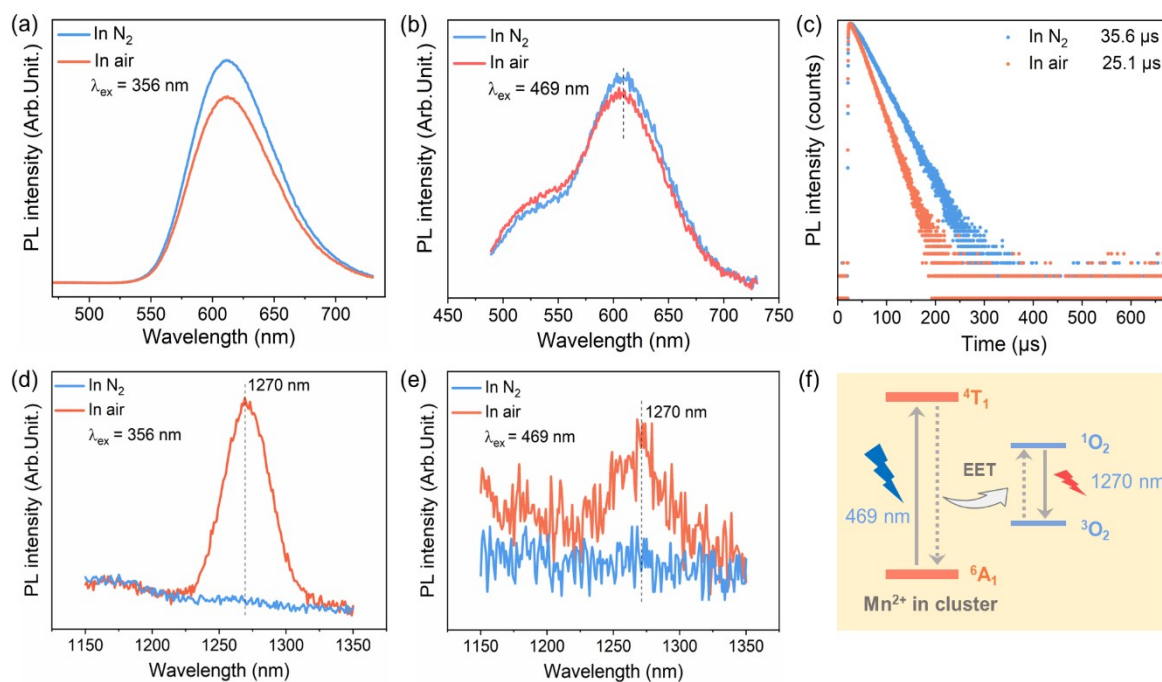 (a)
In N₂
In air
λex = 356 nm
PL intensity (Arb.Unit.)
500 550 600 650 700
Wavelength (nm)
(b)
In N₂
In air
λex = 469 nm
PL intensity (Arb.Unit.)
450 500 550 600 650 700 750
Wavelength (nm)
(c)
In N₂ 35.6 µs
In air 25.1 µs
PL intensity (counts)
0 100 200 300 400 500 600
Time (µs)
(d)
In N₂
In air
λex = 356 nm
1270 nm
PL intensity (Arb.Unit.)
1150 1200 1250 1300 1350
Wavelength (nm)
(e)
In N₂
In air
λex = 469 nm
1270 nm
PL intensity (Arb.Unit.)
1150 1200 1250 1300 1350
Wavelength (nm)
(f)
⁴T₁
¹O₂
EET
469 nm
1270 nm
³O₂
⁶A₁
Mn²⁺ in cluster